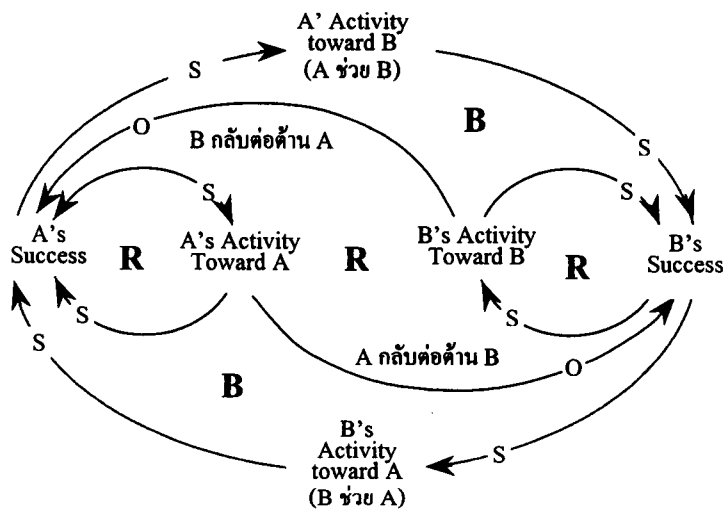 A' Activity
toward B
(A ช่วย B)
S
O
B
B กลับต่อต้าน A
S
S
S
A's
Success
R
A's Activity
Toward A
R
B's Activity
Toward B
R
B's
Success
S
S
S
A กลับต่อต้าน B
O
B
B's
Activity
toward A
(B ช่วย A)
S